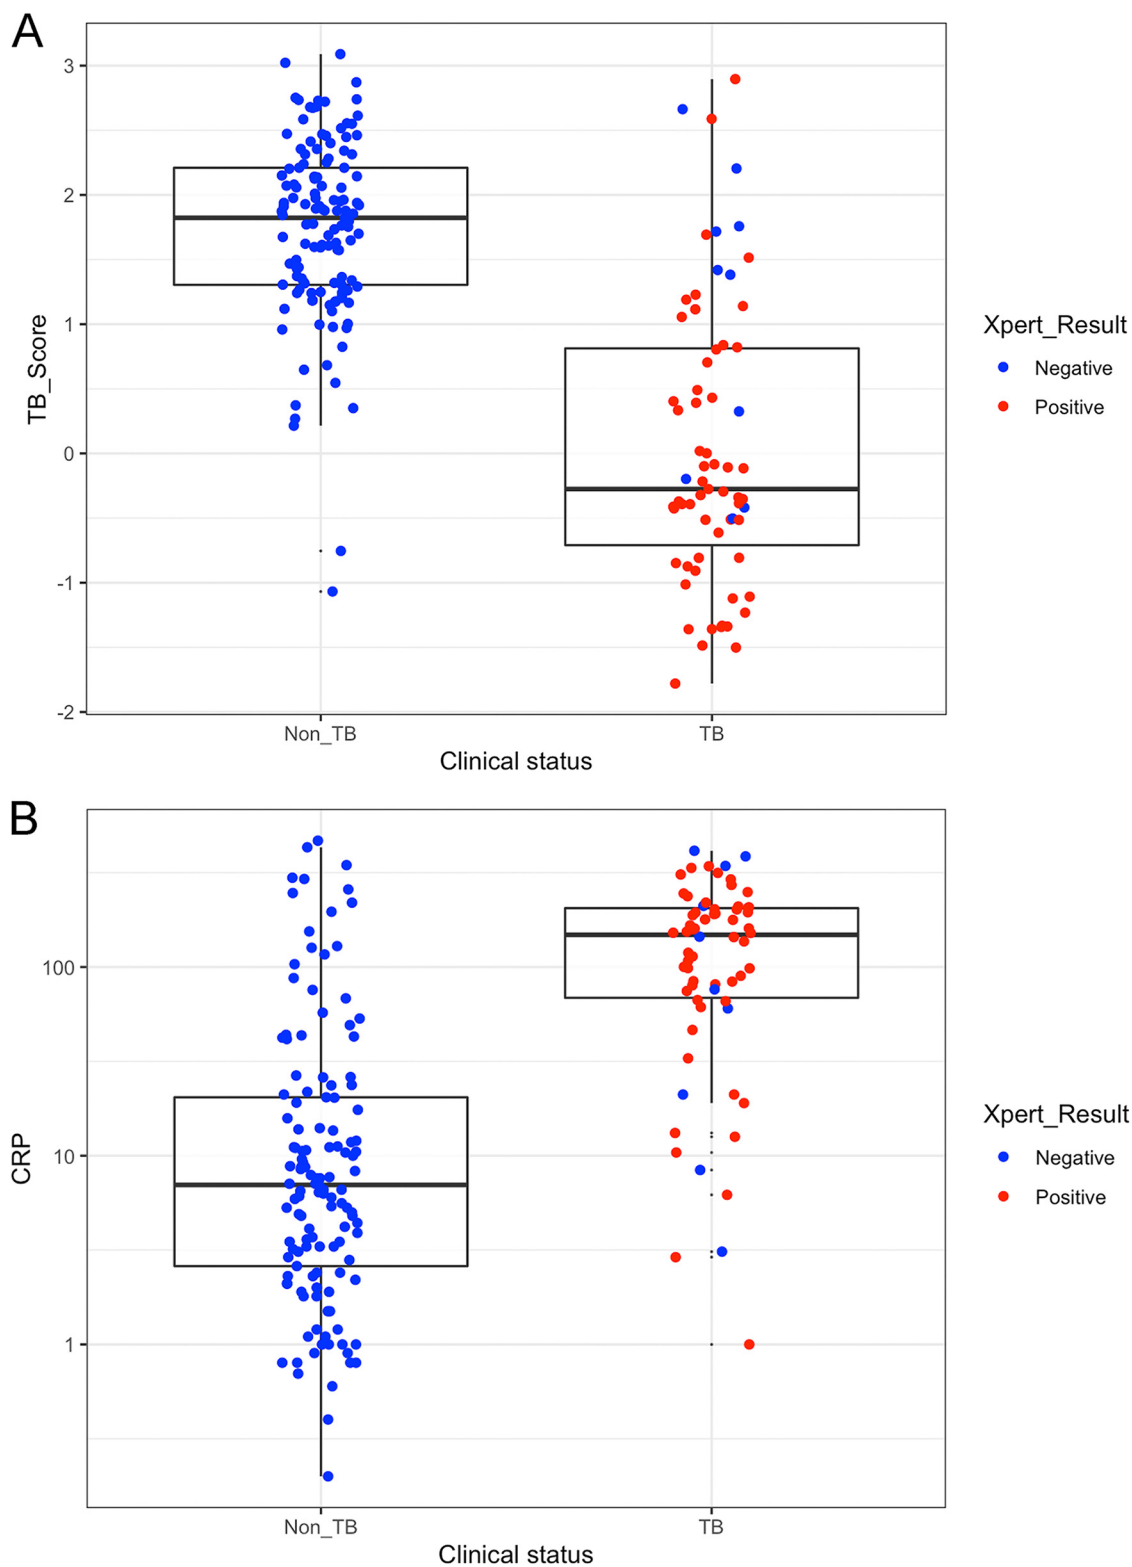 A
3
2
1
0
-1
-2
TB_Score
Non_TB
TB
Clinical status
Xpert_Result
Negative
Positive
B
100
10
1
CRP
Non_TB
TB
Clinical status
Xpert_Result
Negative
Positive